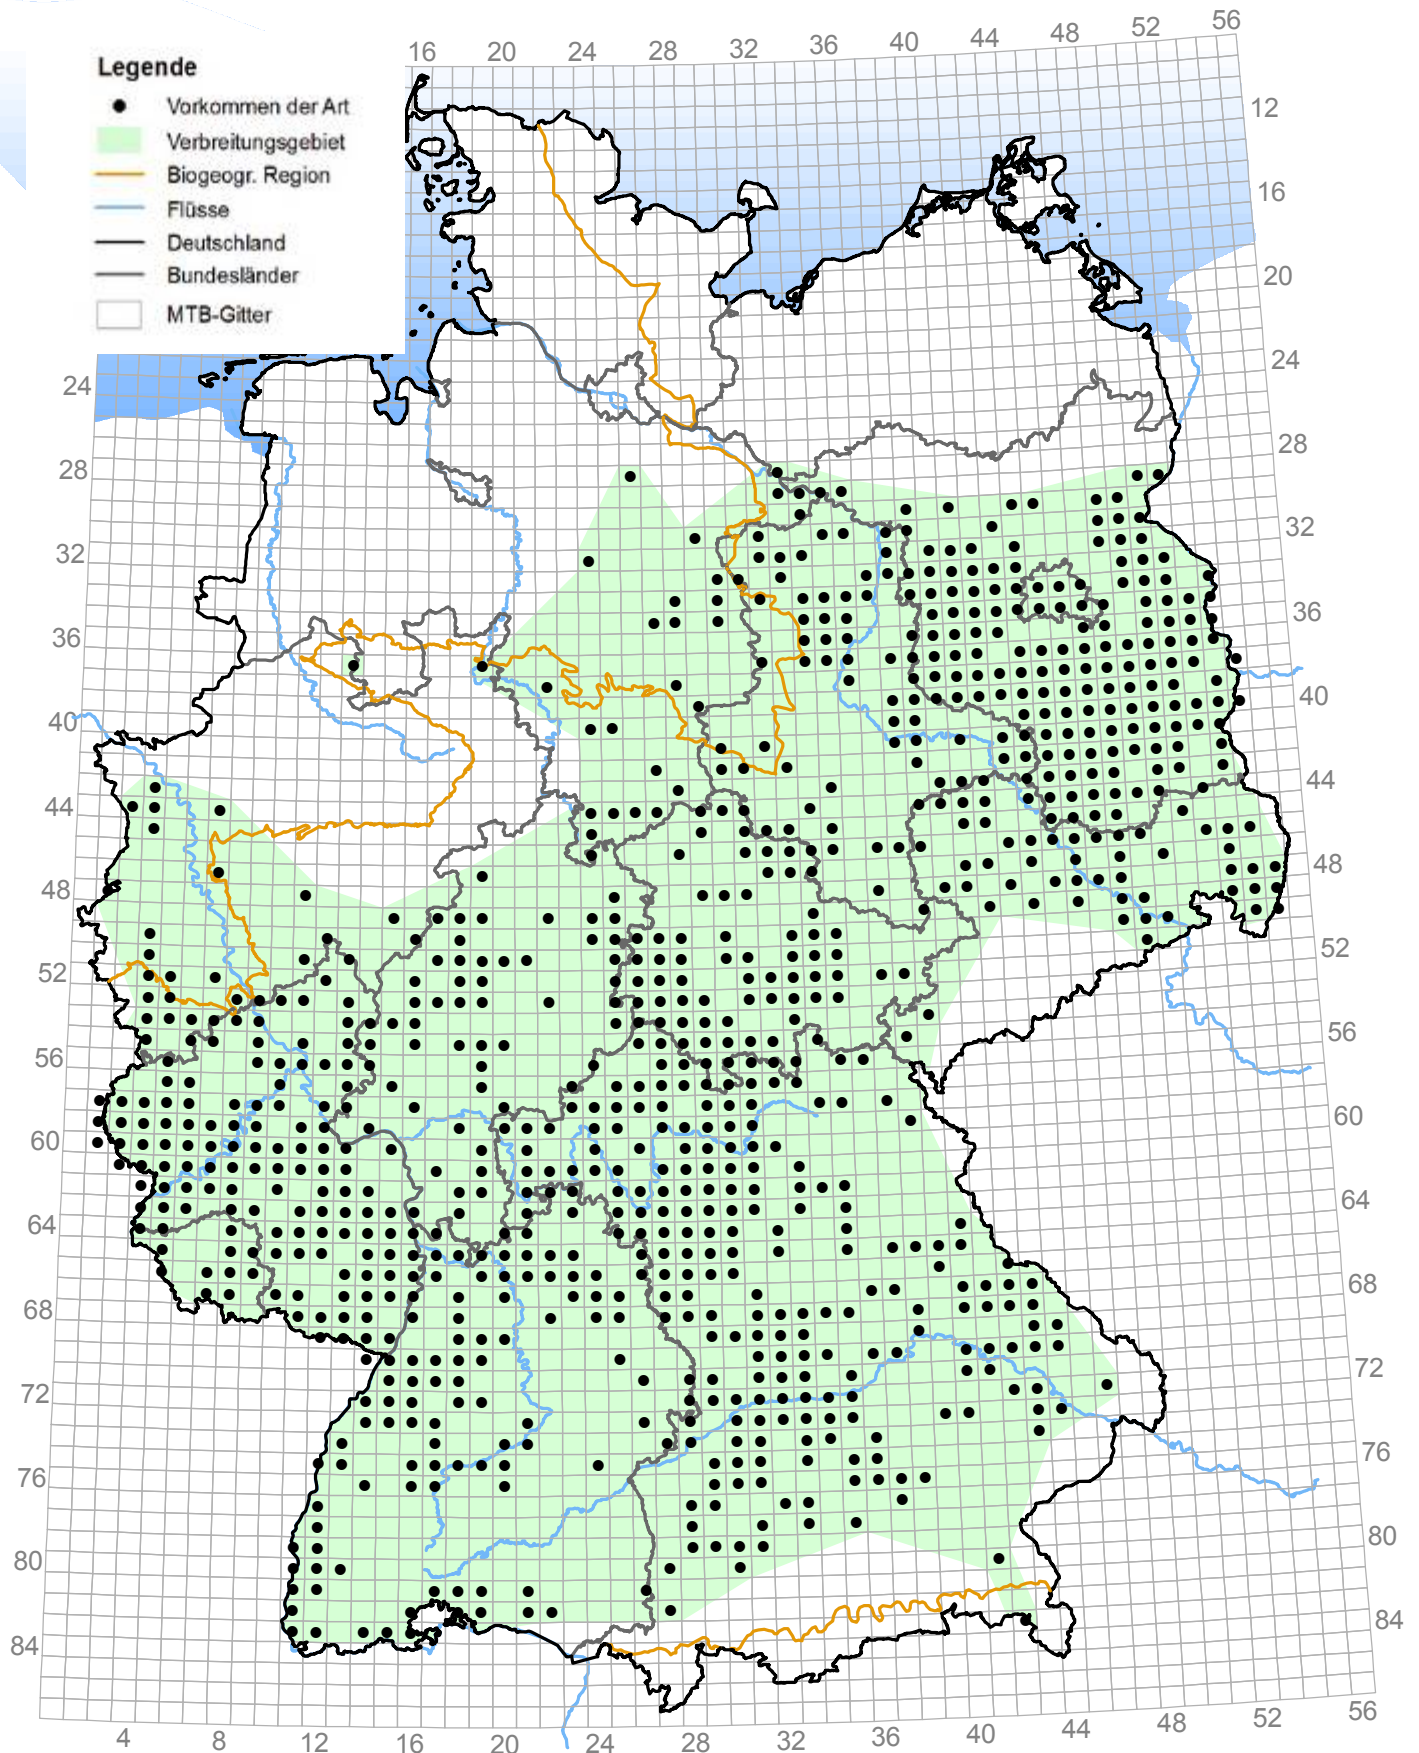 16 20 24 28 32 36 40 44 48 52 56
Legende
Vorkommen der Art
Verbreitungsgebiet
Biogeogr. Region
Flüsse
Deutschland
Bundesländer
MTB-Gitter
12
16
20
24 24
28 28
32 32
36 36
40 40
44 44
48 48
52 52
56 56
60 60
64 64
68 68
72 72
76 76
80 80
84 84
4 8 12 16 20 24 28 32 36 40 44 48 52 56